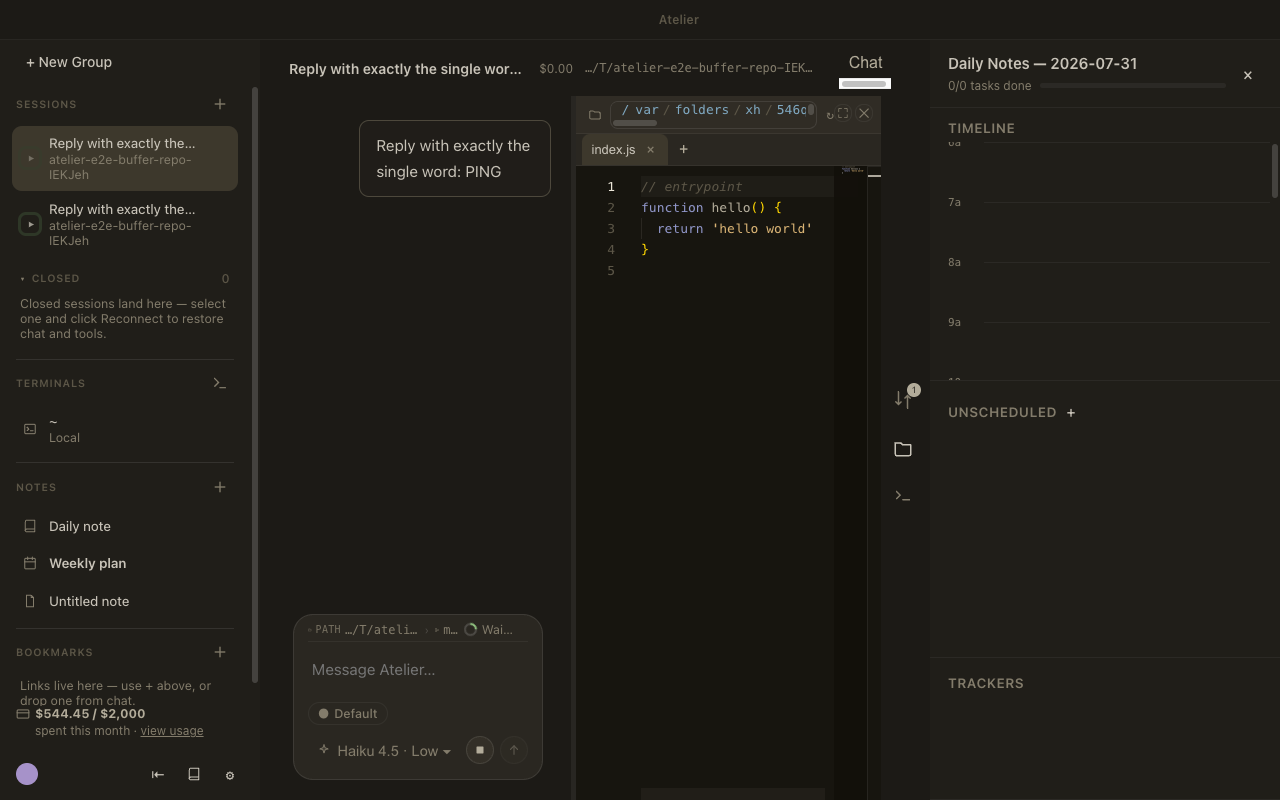 Atelier
+ New Group
SESSIONS
Reply with exactly the...
atelier-e2e-buffer-repo-
IEKJeh
Reply with exactly the...
atelier-e2e-buffer-repo-
IEKJeh
CLOSED 0
Closed sessions land here — select
one and click Reconnect to restore
chat and tools.
TERMINALS
~
Local
NOTES
Daily note
Weekly plan
Untitled note
BOOKMARKS
Links live here — use + above, or
drop one from chat.
$544.45 / $2,000
spent this month · view usage
Reply with exactly the single wor... $0.00 …/T/atelier-e2e-buffer-repo-IEK… Chat
Reply with exactly the
single word: PING
PATH …/T/ateli… › m… Wai...
Message Atelier...
Default
Haiku 4.5 · Low
/ var / folders / xh / 546
index.js × +
1 // entrypoint
2 function hello() {
3 return 'hello world'
4 }
5
1
Daily Notes — 2026-07-31 ×
0/0 tasks done
TIMELINE
7a
8a
9a
UNSCHEDULED +
TRACKERS